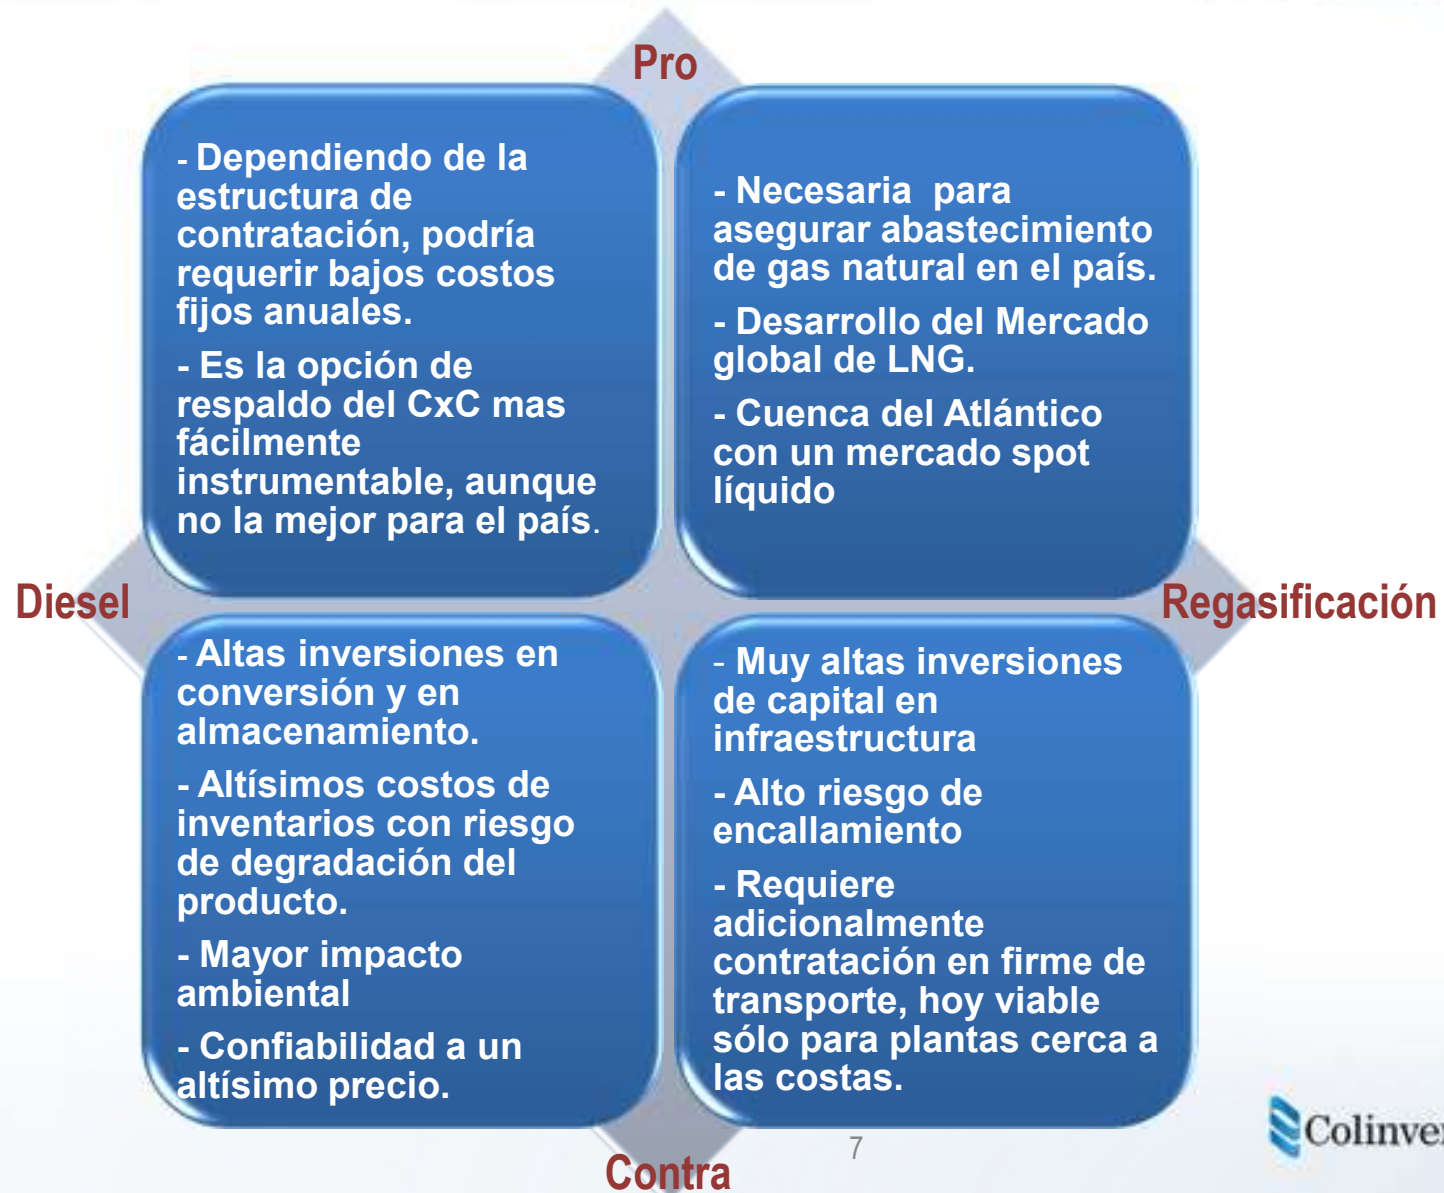 Pro
- Dependiendo de la
estructura de
contratación, podría
requerir bajos costos
fijos anuales.
- Es la opción de
respaldo del CxC mas
fácilmente
instrumentable, aunque
no la mejor para el país.
- Necesaria para
asegurar abastecimiento
de gas natural en el país.
- Desarrollo del Mercado
global de LNG.
- Cuenca del Atlántico
con un mercado spot
líquido
Diesel
Regasificación
- Altas inversiones en
conversión y en
almacenamiento.
- Altísimos costos de
inventarios con riesgo
de degradación del
producto.
- Mayor impacto
ambiental
- Confiabilidad a un
altísimo precio.
- Muy altas inversiones
de capital en
infraestructura
- Alto riesgo de
encallamiento
- Requiere
adicionalmente
contratación en firme de
transporte, hoy viable
sólo para plantas cerca a
las costas.
Contra
7